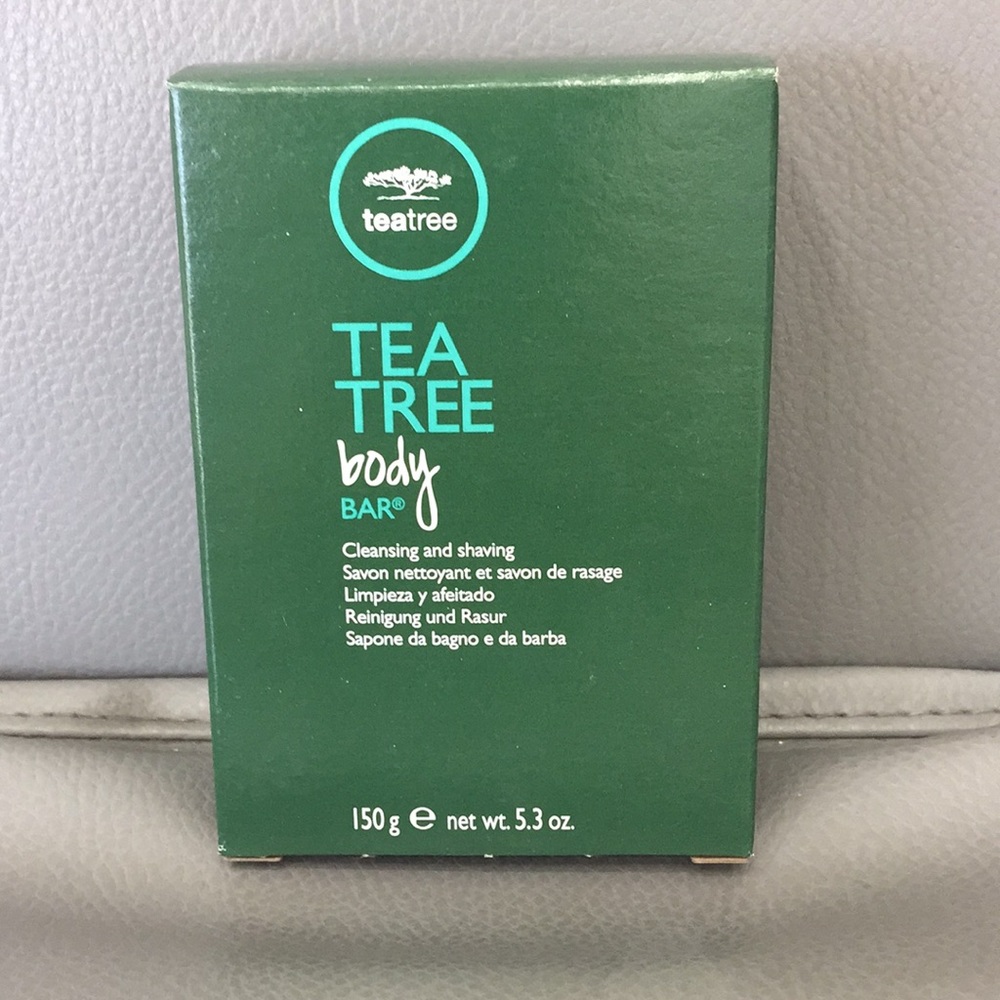 teatree
TEA
TREE
body
BAR®
Cleansing and shaving
Savon nettoyant et savon de rasage
Limpieza y afeitado
Reinigung und Rasur
Sapone da bagno e da barba
150 g ℮ net wt. 5.3 oz.